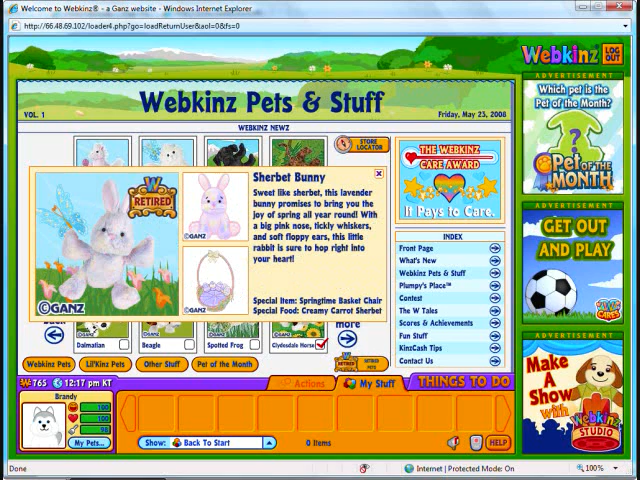 Welcome to Webkinz® - a Ganz website - Windows Internet Explorer
http://66.48.69.102/loader4.php?go=loadReturnUser&aol=0&fs=0
Webkinz
LOG OUT
Webkinz Pets & Stuff
VOL. 1
Friday, May 23, 2008
WEBKINZ NEWZ
STORE LOCATOR
RETIRED
©GANZ
©GANZ
©GANZ
Sherbet Bunny
Sweet like sherbet, this lavender
bunny promises to bring you the
joy of spring all year round! With
a big pink nose, tickly whiskers,
and soft floppy ears, this little
rabbit is sure to hop right into
your heart!
Special Item: Springtime Basket Chair
Special Food: Creamy Carrot Sherbet
Back
more
Dalmatian
Beagle
Spotted Frog
Clydesdale Horse
Webkinz Pets
Lil'Kinz Pets
Other Stuff
Pet of the Month
RETIRED PETS
THE WEBKINZ
CARE AWARD
It Pays to Care.
INDEX
Front Page
What's New
Webkinz Pets & Stuff
Plumpy's Place™
Contest
The W Tales
Scores & Achievements
Fun Stuff
KinzCash Tips
Contact Us
ADVERTISEMENT
Which pet is the
Pet of the Month?
?
Pet OF THE
MONTH
ADVERTISEMENT
GET OUT
AND PLAY
CARES
ADVERTISEMENT
Make
A
Show
with
Webkinz
STUDIO
765
12:17 pm KT
Actions
My Stuff
THINGS TO DO
Brandy
100
100
98
My Pets...
Show:
Back To Start
0 Items
HELP
Done
Internet | Protected Mode: On
100%